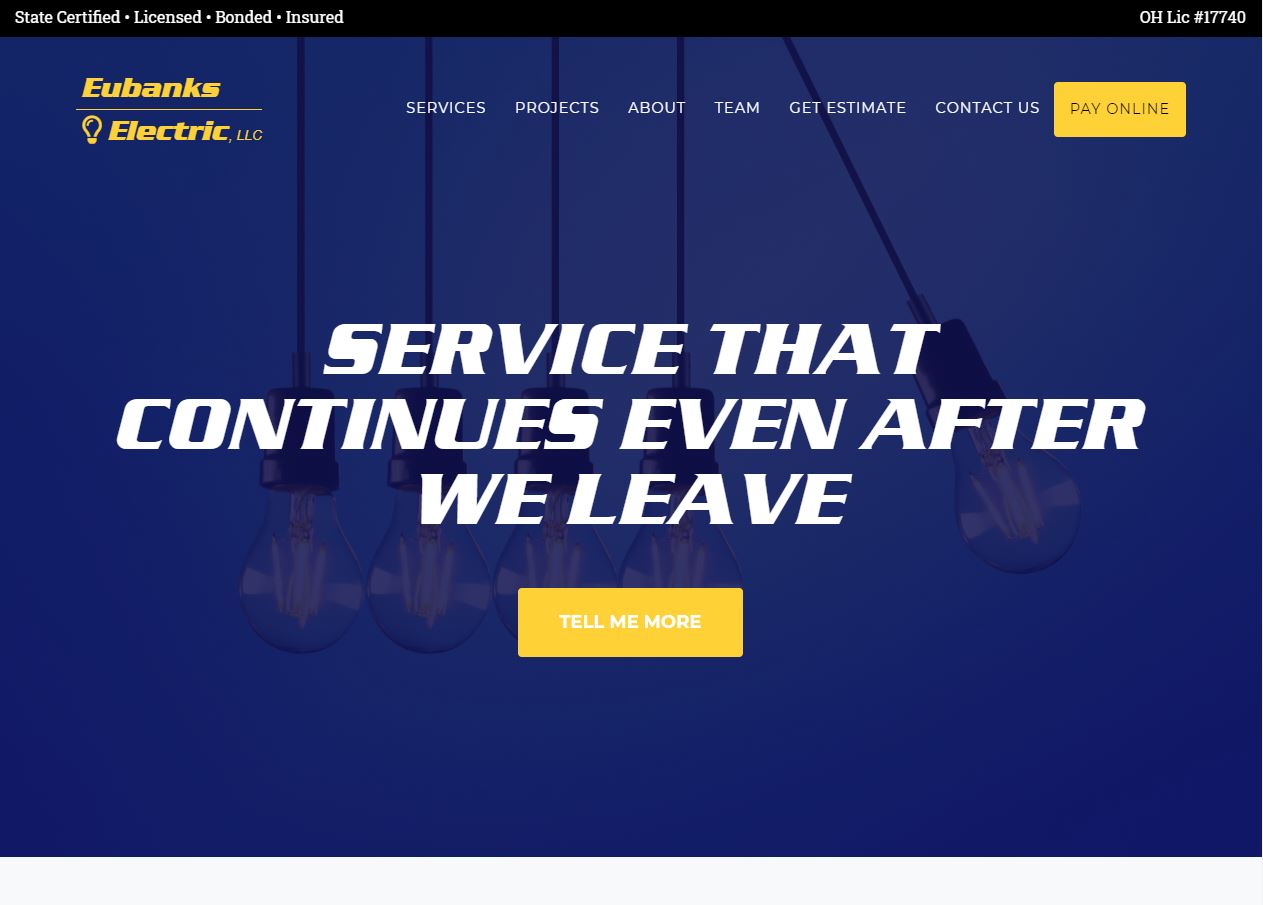 State Certified • Licensed • Bonded • Insured
OH Lic #17740
Eubanks
Electric, LLC
SERVICES PROJECTS ABOUT TEAM GET ESTIMATE CONTACT US PAY ONLINE
SERVICE THAT
CONTINUES EVEN AFTER
WE LEAVE
TELL ME MORE